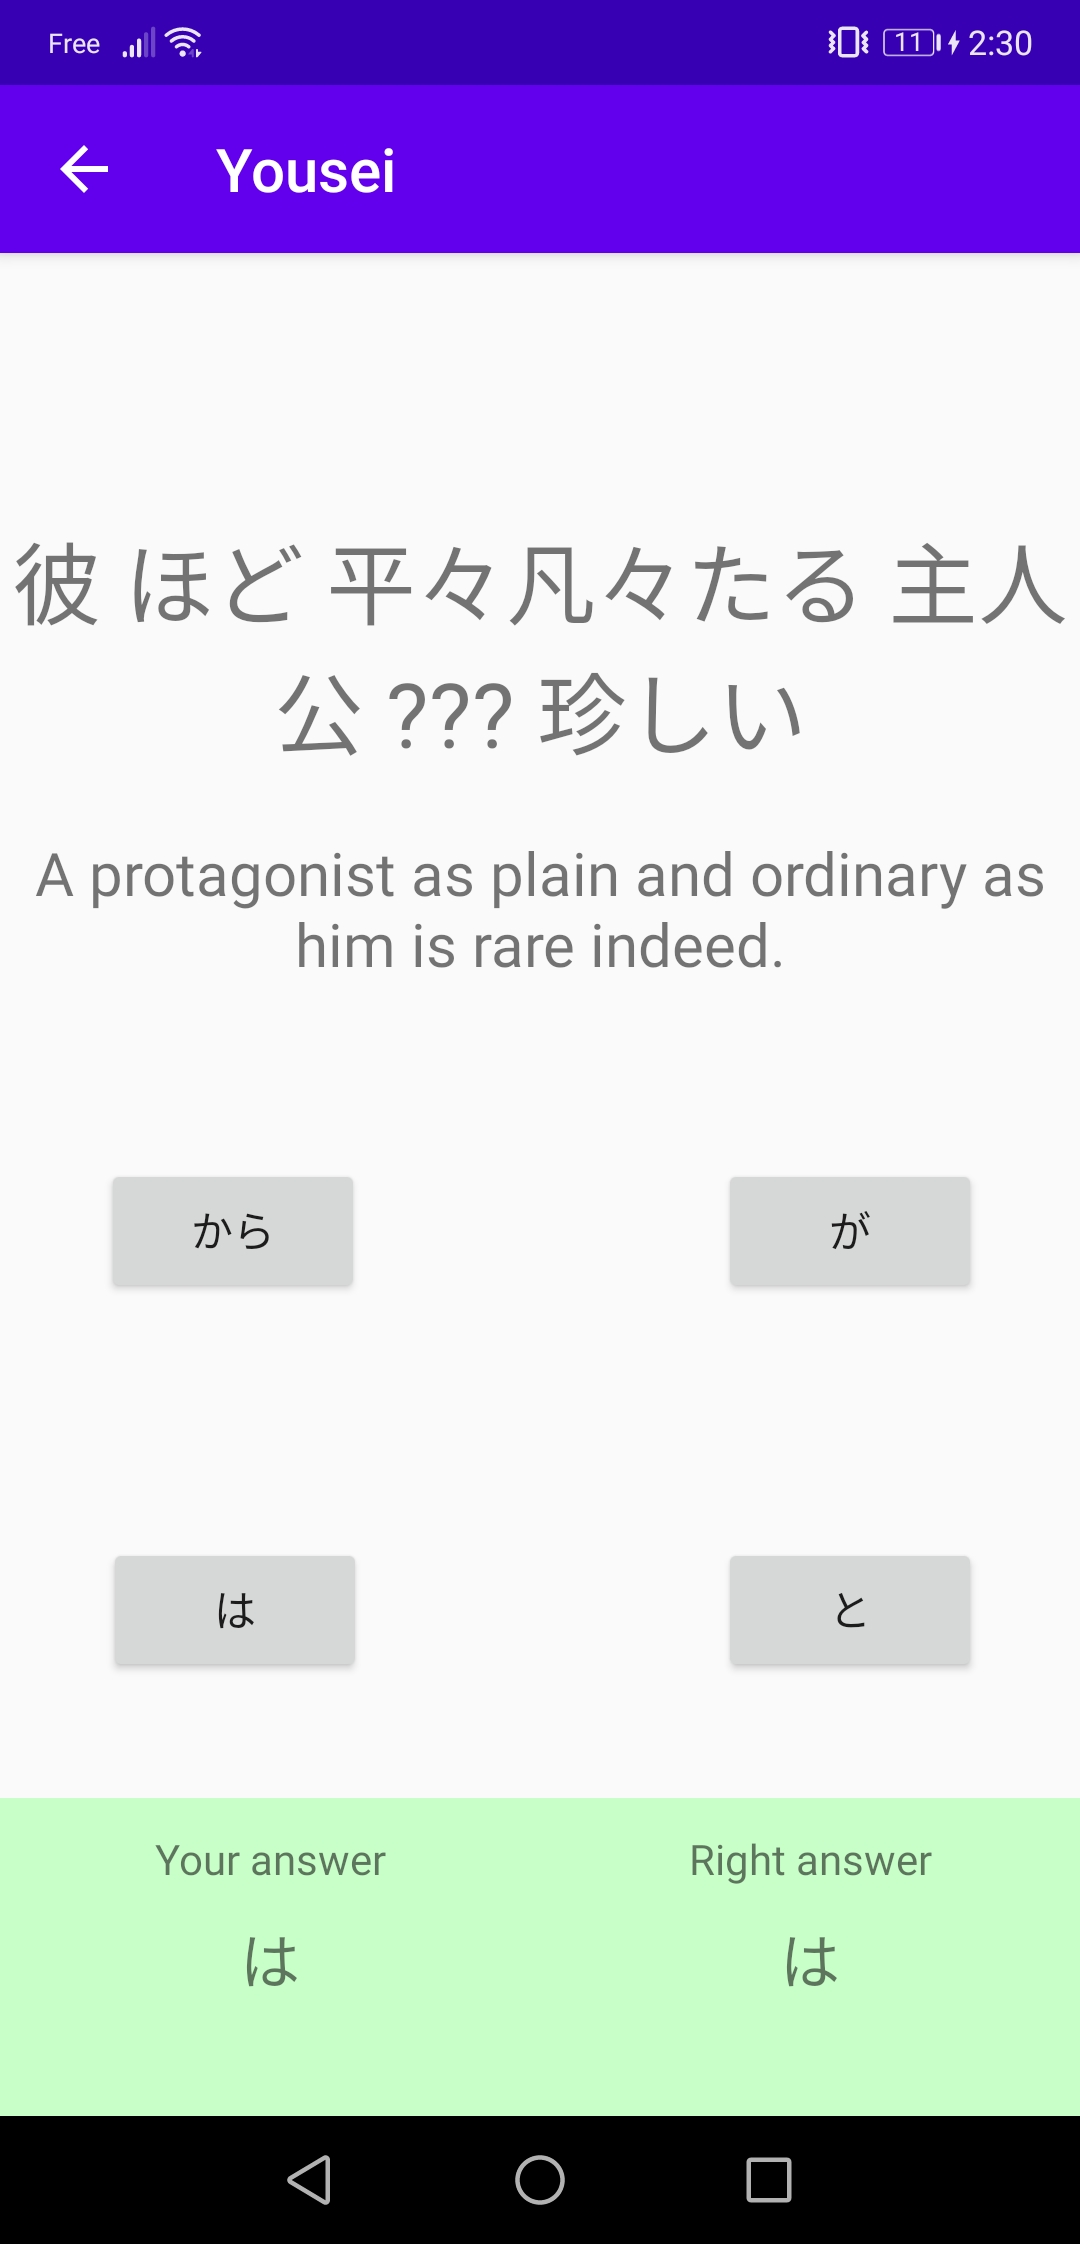 Free 11 2:30
Yousei
彼 ほど 平々凡々たる 主人
公 ??? 珍しい
A protagonist as plain and ordinary as
him is rare indeed.
から が
は と
Your answer Right answer
は は